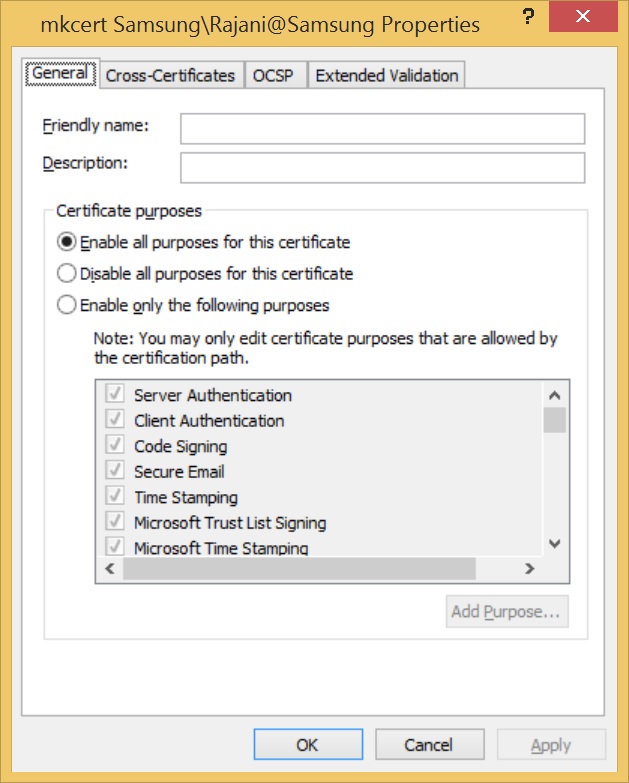 mkcert Samsung\Rajani@Samsung Properties ?
General Cross-Certificates OCSP Extended Validation
Friendly name:
Description:
Certificate purposes
Enable all purposes for this certificate
Disable all purposes for this certificate
Enable only the following purposes
Note: You may only edit certificate purposes that are allowed by
the certification path.
Server Authentication
Client Authentication
Code Signing
Secure Email
Time Stamping
Microsoft Trust List Signing
Microsoft Time Stamping
Add Purpose...
OK Cancel Apply